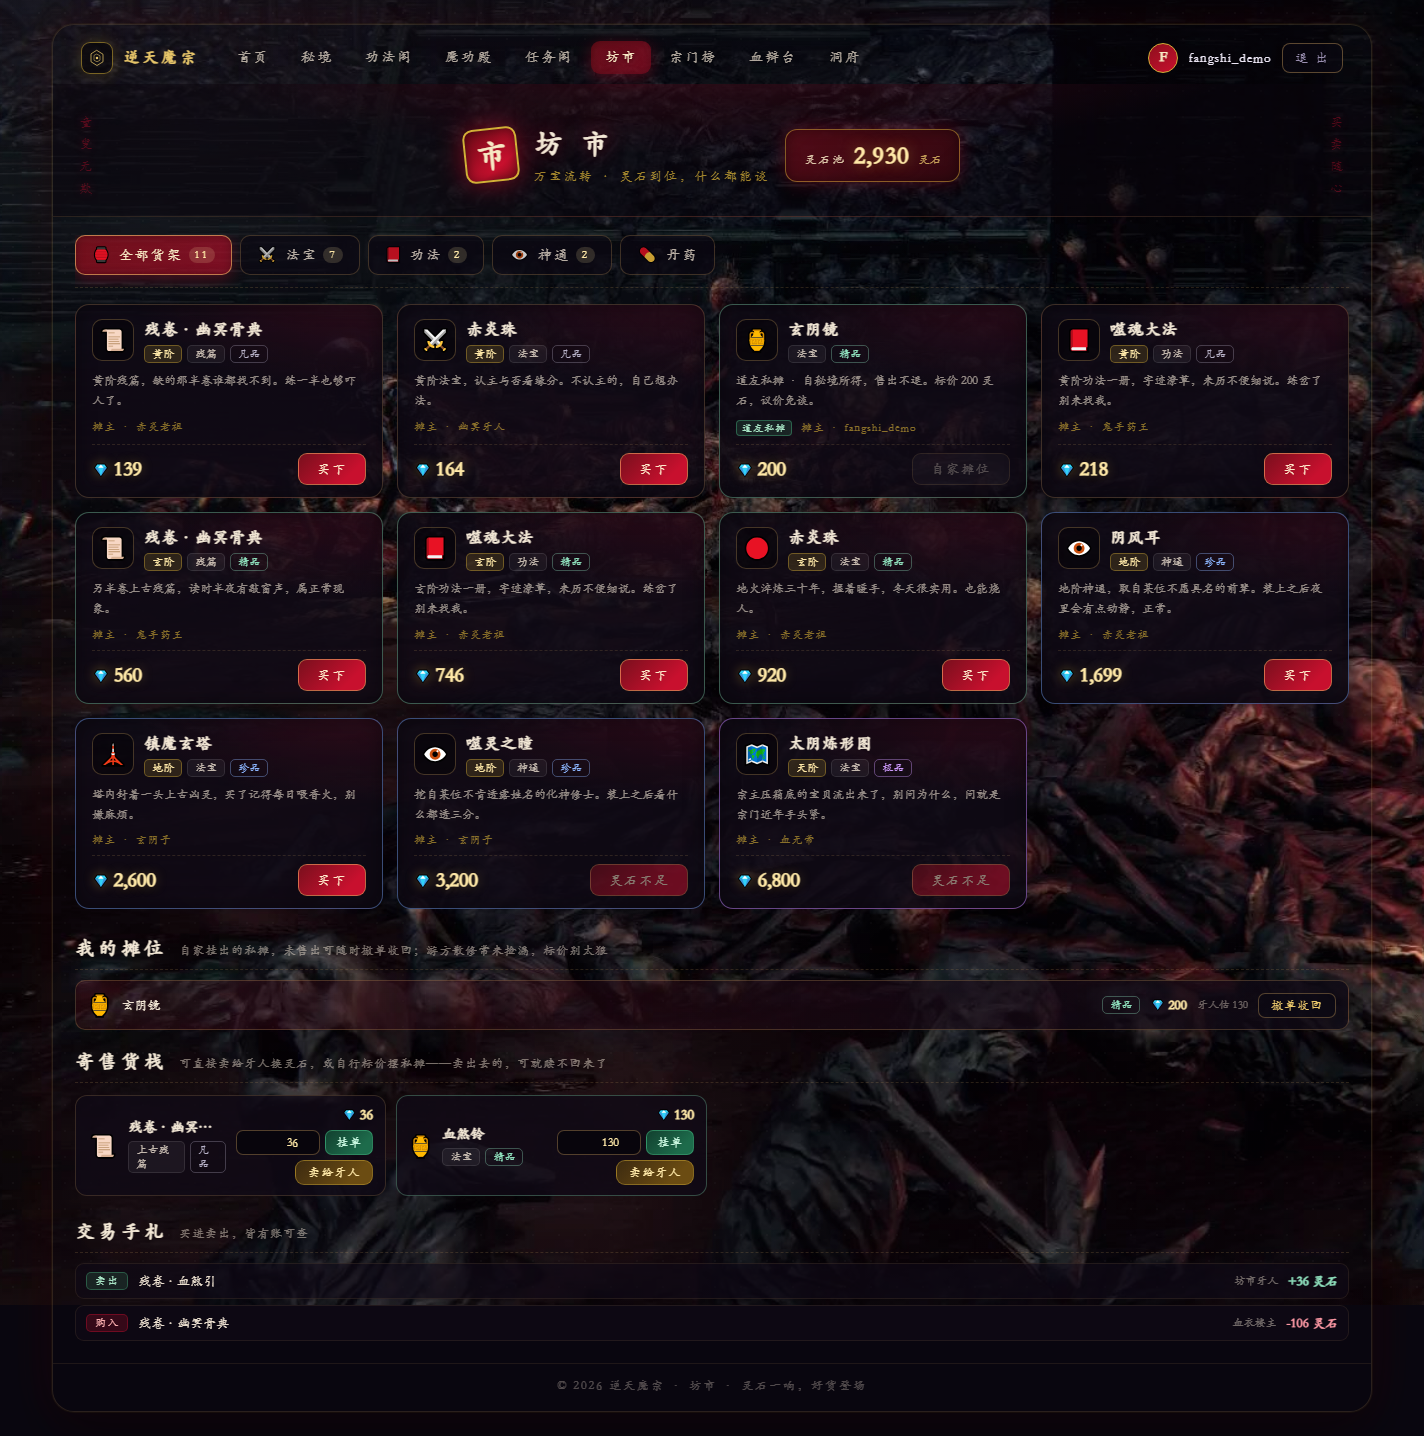 逆天魔宗 首页 秘境 功法阁 魔功殿 任务阁 坊市 宗门榜 血辩台 洞府 F fangshi_demo 退出
童叟无欺
市 坊 市
万宝流转 · 灵石到位，什么都能谈
灵石池 2,930 灵石
买卖随心
全部货架 11 法宝 7 功法 2 神通 2 丹药
残卷·幽冥骨典
黄阶 残篇 凡品
黄阶残篇，缺的那半卷谁都找不到。练一半也够吓
人了。
摊主 · 赤炎老祖
139 买下
赤炎珠
黄阶 法宝 凡品
黄阶法宝，认主与否看缘分。不认主的，自己想办
法。
摊主 · 幽冥牙人
164 买下
玄阴镜
法宝 精品
道友私摊 · 自秘境所得，售出不退。标价 200 灵
石，议价免谈。
道友私摊 摊主 · fangshi_demo
200 自家摊位
噬魂大法
黄阶 功法 凡品
黄阶功法一册，字迹潦草，来历不便细说。练岔了
别来找我。
摊主 · 鬼手药王
218 买下
残卷·幽冥骨典
玄阶 残篇 精品
另半卷上古残篇，读时半夜有敲窗声，属正常现
象。
摊主 · 鬼手药王
560 买下
噬魂大法
玄阶 功法 精品
玄阶功法一册，字迹潦草，来历不便细说。练岔了
别来找我。
摊主 · 赤炎老祖
746 买下
赤炎珠
玄阶 法宝 精品
地火淬炼三十年，握着暖手，冬天很实用。也能烧
人。
摊主 · 赤炎老祖
920 买下
阴风耳
地阶 神通 珍品
地阶神通，取自某位不愿具名的前辈。装上之后夜
里会有点动静，正常。
摊主 · 赤炎老祖
1,699 买下
镇魔玄塔
地阶 法宝 珍品
塔内封着一头上古凶灵，买了记得每日喂香火，别
嫌麻烦。
摊主 · 玄阴子
2,600 买下
噬灵之瞳
地阶 神通 珍品
挖自某位不肯透露姓名的化神修士。装上之后看什
么都透三分。
摊主 · 玄阴子
3,200 灵石不足
太阴炼形图
天阶 法宝 极品
宗主压箱底的宝贝流出来了，别问为什么，问就是
宗门近年手头紧。
摊主 · 血无常
6,800 灵石不足
我的摊位 自家挂出的私摊，未售出可随时撤单收回；游方散修常来捡漏，标价别太狠
玄阴镜 精品 200 牙人估 130 撤单收回
寄售货栈 可直接卖给牙人换灵石，或自行标价摆私摊——卖出去的，可就赎不回来了
残卷·幽冥…
上古残篇 凡品
36
36 挂单
卖给牙人
血煞铃
法宝 精品
130
130 挂单
卖给牙人
交易手札 买进卖出，皆有账可查
卖出 残卷·血煞引 坊市牙人 +36 灵石
购入 残卷·幽冥骨典 血衣楼主 -106 灵石
© 2026 逆天魔宗 · 坊市 · 灵石一响，好货登场